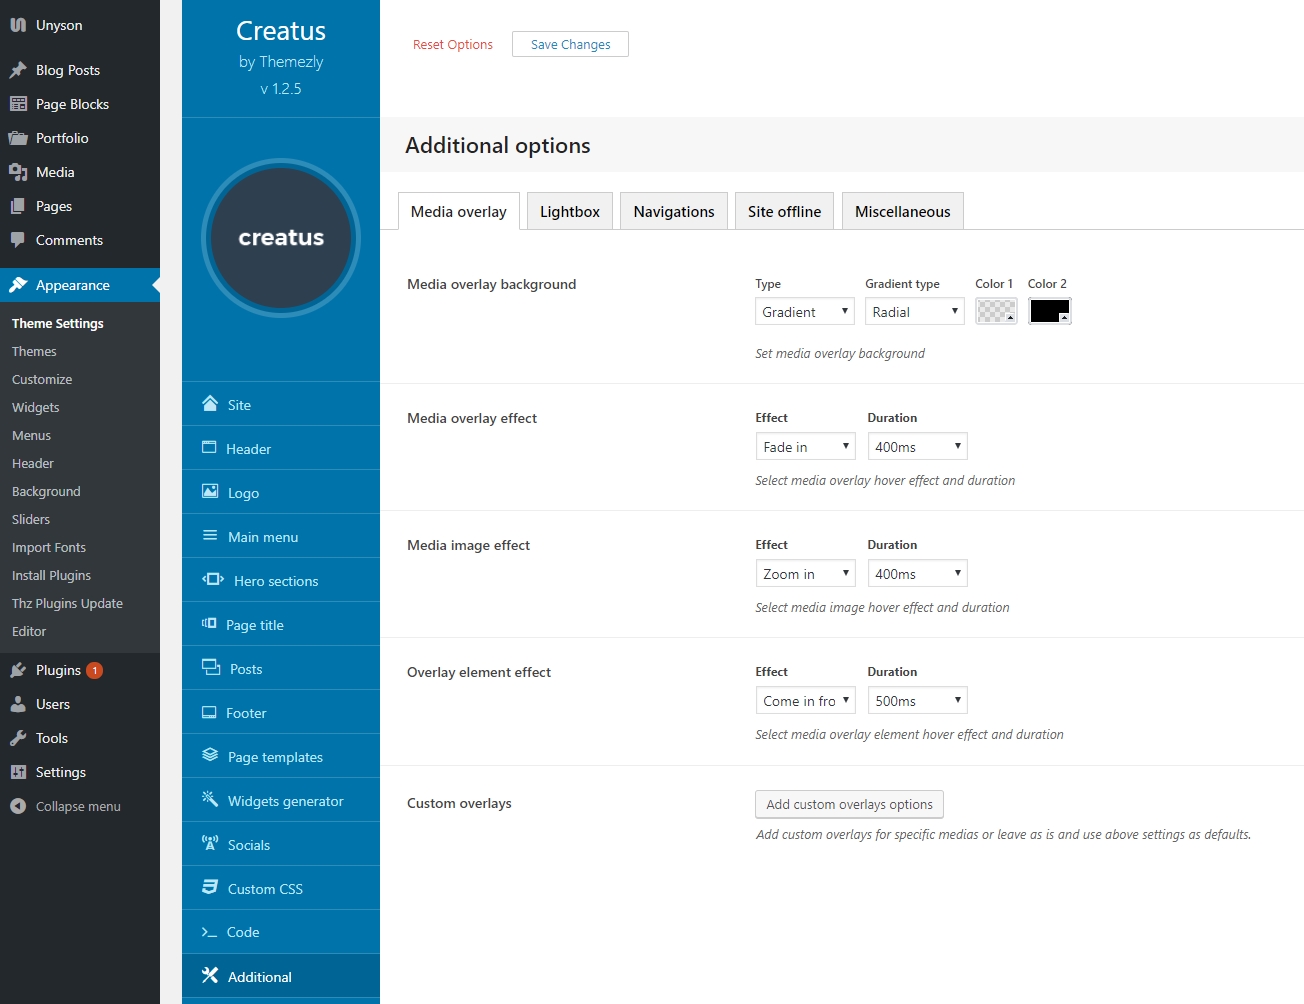 Unyson
Blog Posts
Page Blocks
Portfolio
Media
Pages
Comments
Appearance
Theme Settings
Themes
Customize
Widgets
Menus
Header
Background
Sliders
Import Fonts
Install Plugins
Thz Plugins Update
Editor
Plugins 1
Users
Tools
Settings
Collapse menu
Creatus
by Themezly
v 1.2.5
creatus
Site
Header
Logo
Main menu
Hero sections
Page title
Posts
Footer
Page templates
Widgets generator
Socials
Custom CSS
Code
Additional
Reset Options Save Changes
Additional options
Media overlay Lightbox Navigations Site offline Miscellaneous
Media overlay background
Type Gradient type Color 1 Color 2
Gradient Radial
Set media overlay background
Media overlay effect
Effect Duration
Fade in 400ms
Select media overlay hover effect and duration
Media image effect
Effect Duration
Zoom in 400ms
Select media image hover effect and duration
Overlay element effect
Effect Duration
Come in fro 500ms
Select media overlay element hover effect and duration
Custom overlays
Add custom overlays options
Add custom overlays for specific medias or leave as is and use above settings as defaults.